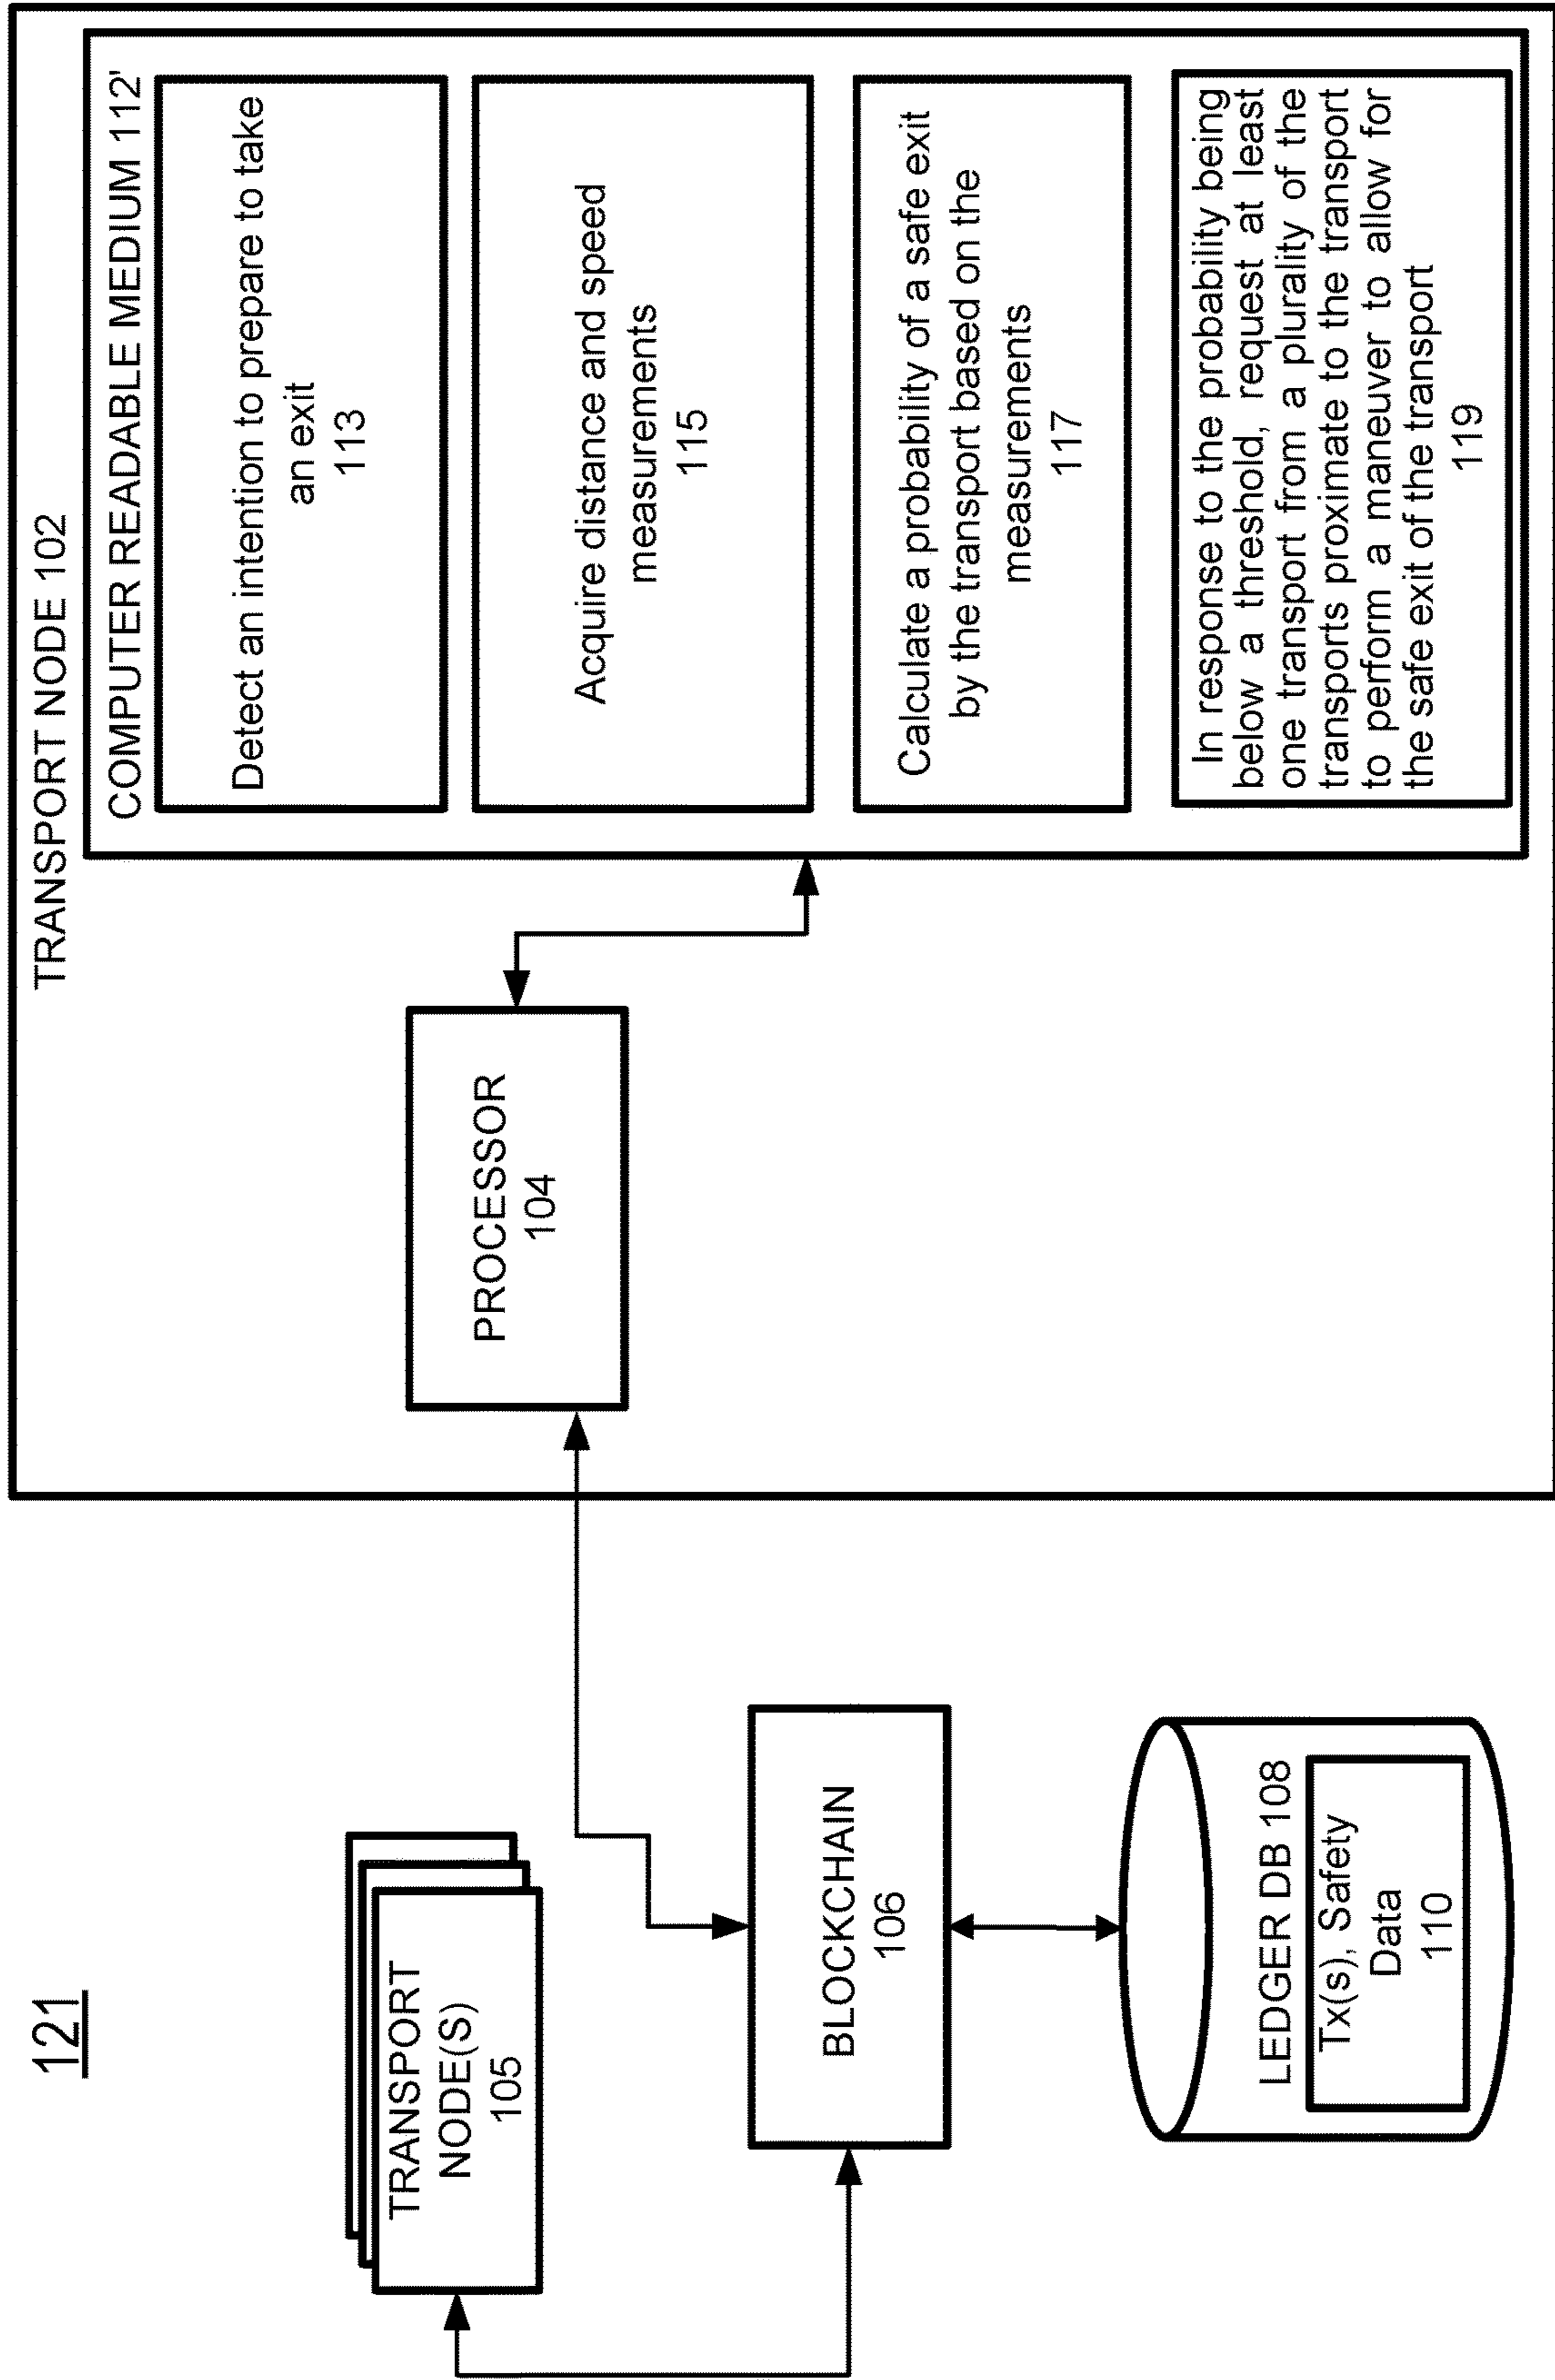 121
TRANSPORT NODE 102
COMPUTER READABLE MEDIUM 112'
Detect an intention to prepare to take
an exit
113
Acquire distance and speed
measurements
115
Calculate a probability of a safe exit
by the transport based on the
measurements
117
In response to the probability being
below a threshold, request at least
one transport from a plurality of the
transports proximate to the transport
to perform a maneuver to allow for
the safe exit of the transport
119
PROCESSOR
104
TRANSPORT
NODE(S)
105
BLOCKCHAIN
106
LEDGER DB 108
Tx(s), Safety
Data
110